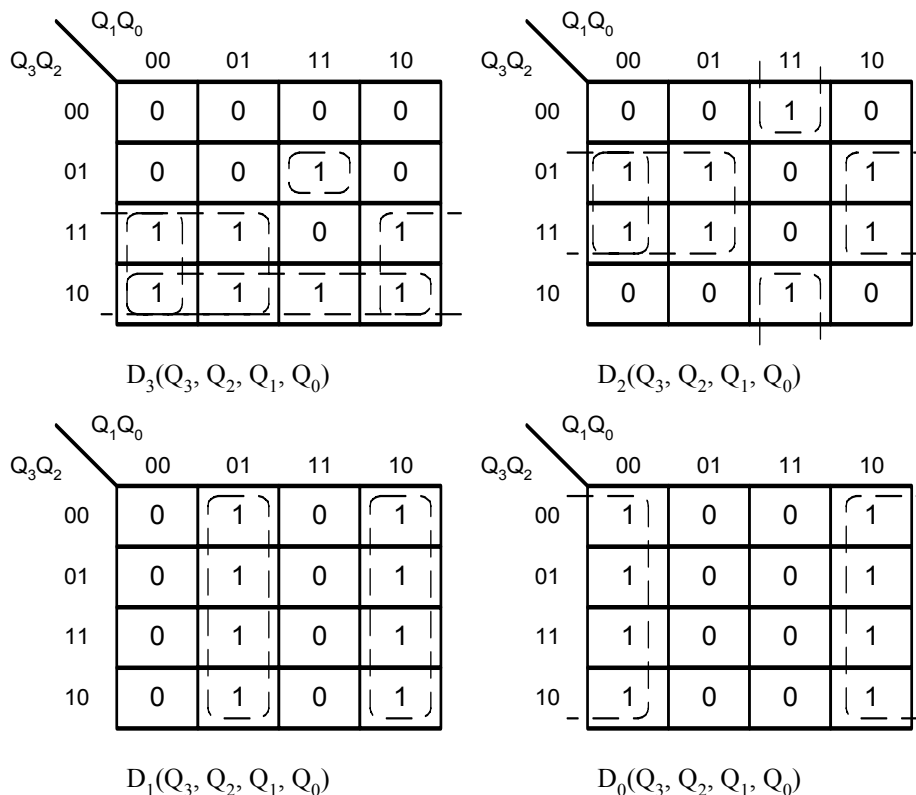 Q1Q0
Q3Q2 00 01 11 10
00 0 0 0 0
01 0 0 1 0
11 1 1 0 1
10 1 1 1 1
D3(Q3, Q2, Q1, Q0)
Q1Q0
Q3Q2 00 01 11 10
00 0 0 1 0
01 1 1 0 1
11 1 1 0 1
10 0 0 1 0
D2(Q3, Q2, Q1, Q0)
Q1Q0
Q3Q2 00 01 11 10
00 0 1 0 1
01 0 1 0 1
11 0 1 0 1
10 0 1 0 1
D1(Q3, Q2, Q1, Q0)
Q1Q0
Q3Q2 00 01 11 10
00 1 0 0 1
01 1 0 0 1
11 1 0 0 1
10 1 0 0 1
D0(Q3, Q2, Q1, Q0)